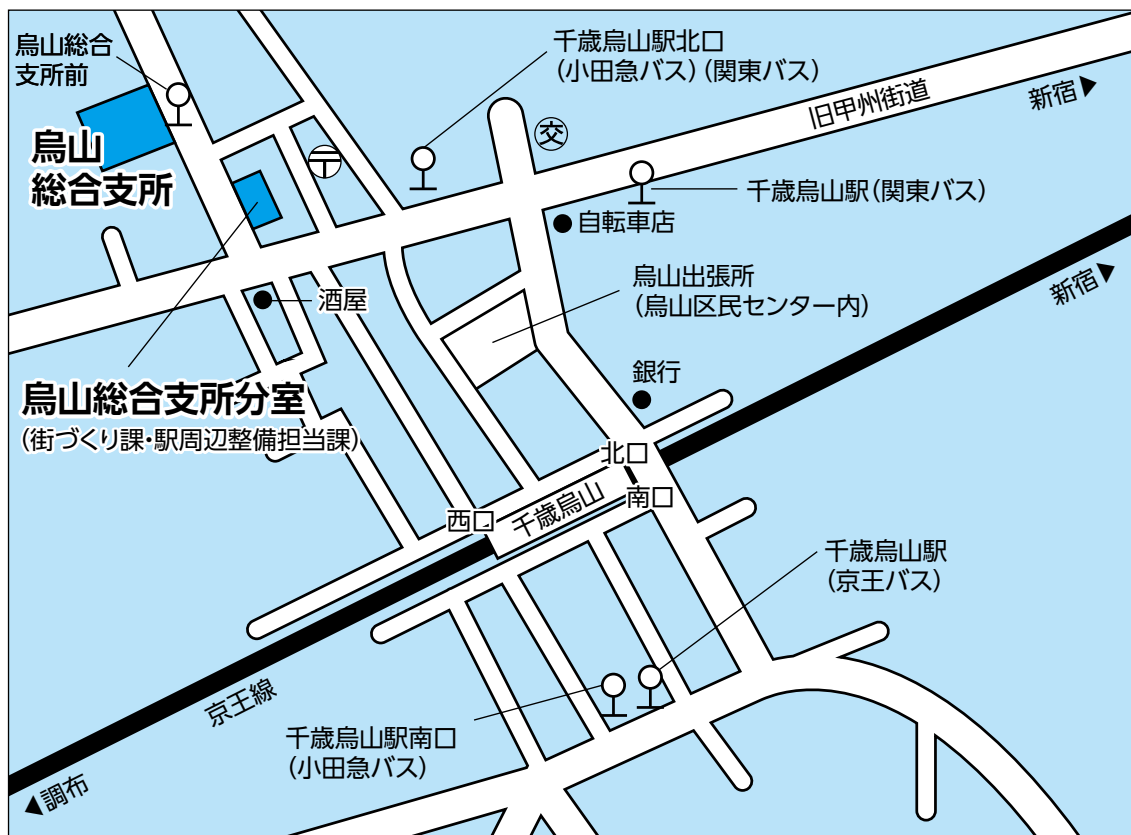 烏山総合
支所前
千歳烏山駅北口
(小田急バス)(関東バス)
旧甲州街道
新宿▶
交
〒
烏山
総合支所
千歳烏山駅(関東バス)
自転車店
烏山出張所
(烏山区民センター内)
新宿▶
酒屋
銀行
烏山総合支所分室
(街づくり課・駅周辺整備担当課)
北口
千歳烏山
南口
西口
千歳烏山駅
(京王バス)
京王線
千歳烏山駅南口
(小田急バス)
◀調布